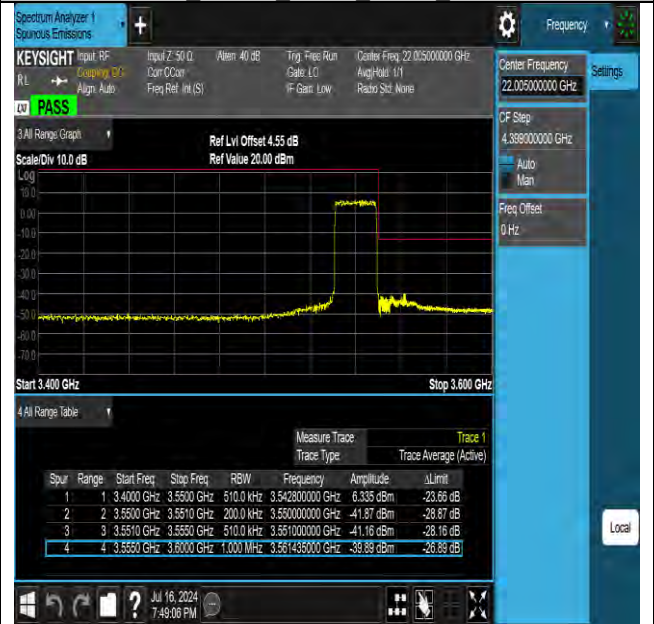 Spectrum Analyzer 1
Spurious Emissions
+
Frequency
KEYSIGHT Input: RF Input Z: 50 Ω Atten: 40 dB Trig: Free Run Center Freq: 22.005000000 GHz
RL Coupling: DC Corr CCorr Gate: LO Avg|Hold: 1/1
Align: Auto Freq Ref: Int (S) IF Gain: Low Radio Std: None
PASS
Center Frequency
22.005000000 GHz
Settings
CF Step
4.399000000 GHz
Auto
Man
Freq Offset
0 Hz
3 All Range Graph
Ref Lvl Offset 4.55 dB
Scale/Div 10.0 dB Ref Value 20.00 dBm
Log
10.0
0.00
-10.0
-20.0
-30.0
-40.0
-50.0
-60.0
-70.0
Start 3.400 GHz Stop 3.600 GHz
4 All Range Table
Measure Trace Trace 1
Trace Type Trace Average (Active)
Spur Range Start Freq Stop Freq RBW Frequency Amplitude ΔLimit
1 1 3.4000 GHz 3.5500 GHz 510.0 kHz 3.542800000 GHz 6.335 dBm -23.66 dB
2 2 3.5500 GHz 3.5510 GHz 200.0 kHz 3.550000000 GHz -41.87 dBm -28.87 dB
3 3 3.5510 GHz 3.5550 GHz 510.0 kHz 3.551000000 GHz -41.16 dBm -28.16 dB
4 4 3.5550 GHz 3.6000 GHz 1.000 MHz 3.561435000 GHz -39.89 dBm -26.89 dB
Local
? Jul 16, 2024
7:49:06 PM